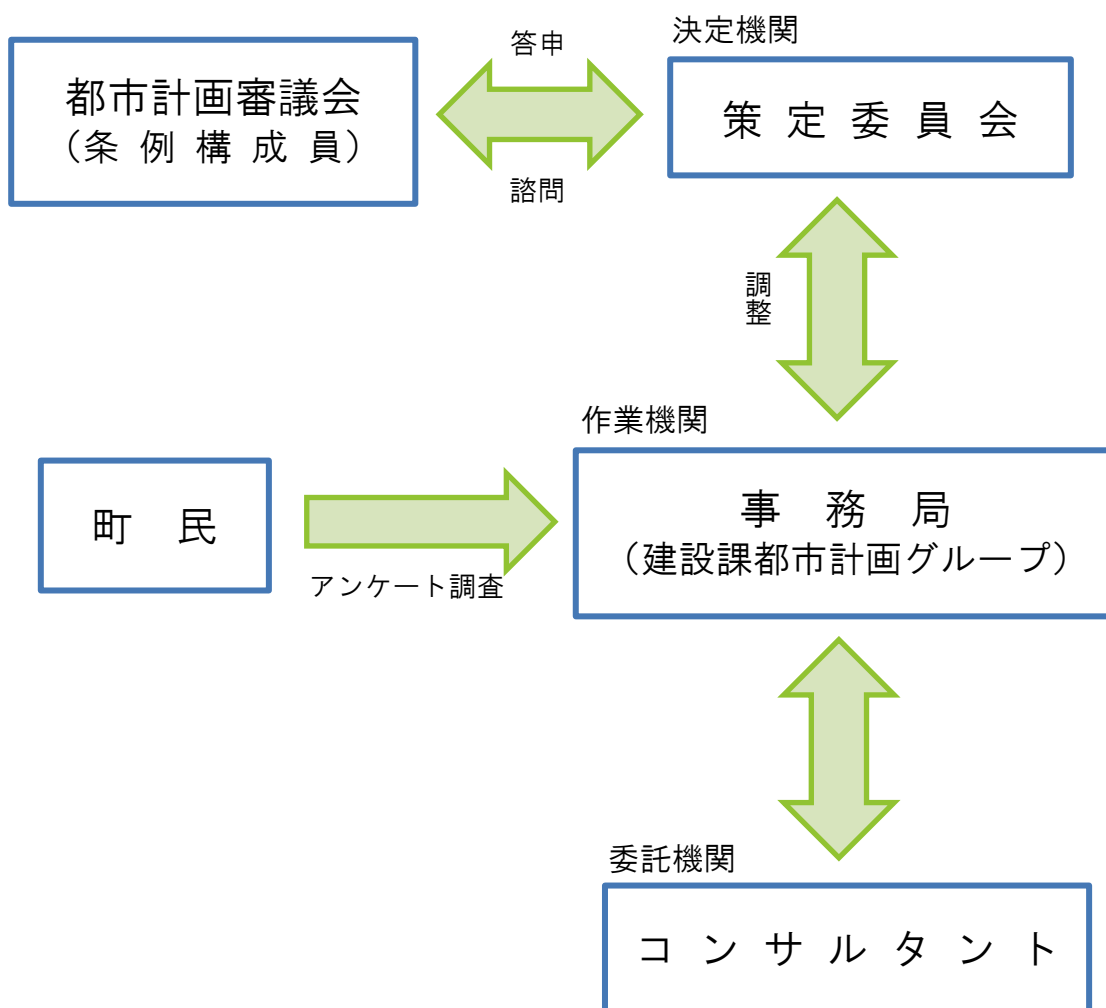 答申
決定機関
都市計画審議会
（条例構成員）
策定委員会
諮問
調整
作業機関
町民
事務局
（建設課都市計画グループ）
アンケート調査
委託機関
コンサルタント